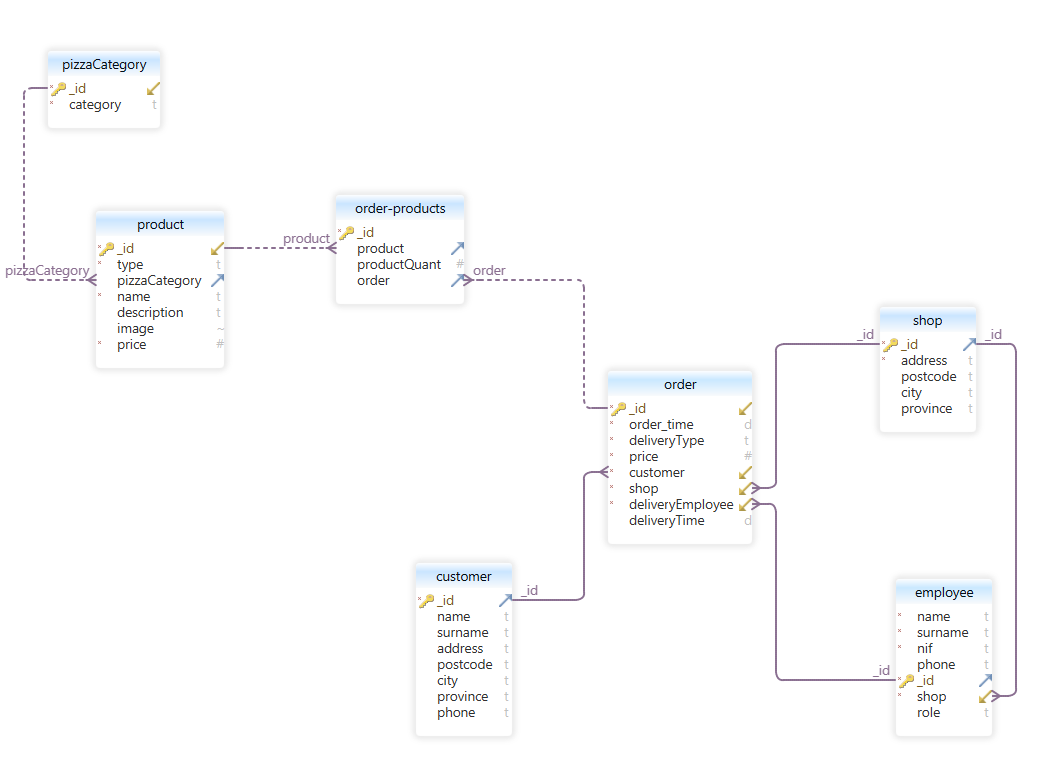 pizzaCategory
_id
category t
pizzaCategory
product
_id
type t
pizzaCategory
name t
description t
image ~
price #
product
order-products
_id
product
productQuant #
order
order
order
_id
order_time d
deliveryType t
price #
customer
shop
deliveryEmployee
deliveryTime d
_id
shop
_id
_id
address t
postcode t
city t
province t
customer
_id
name t
surname t
address t
postcode t
city t
province t
phone t
_id
_id
employee
name t
surname t
nif t
phone t
_id
shop
role t